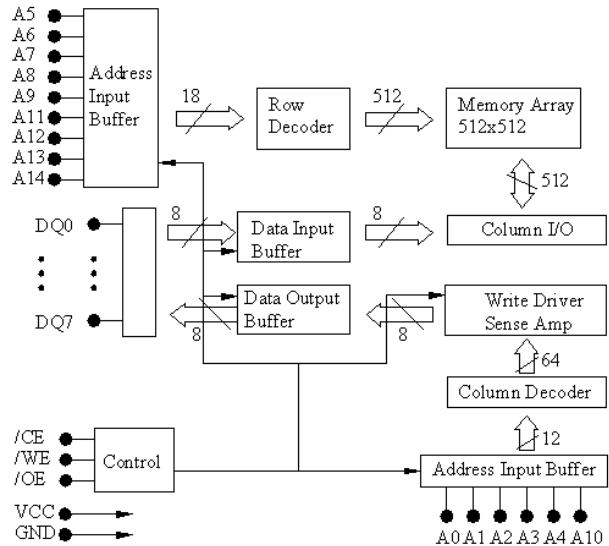 A5
A6
A7
A8
A9
A11
A12
A13
A14
Address
Input
Buffer
18
Row
Decoder
512
Memory Array
512x512
512
DQ0
DQ7
8
Data Input
Buffer
8
Column I/O
8
Data Output
Buffer
8
Write Driver
Sense Amp
64
Column Decoder
12
/CE
/WE
/OE
Control
Address Input Buffer
VCC
GND
A0 A1 A2 A3 A4 A10